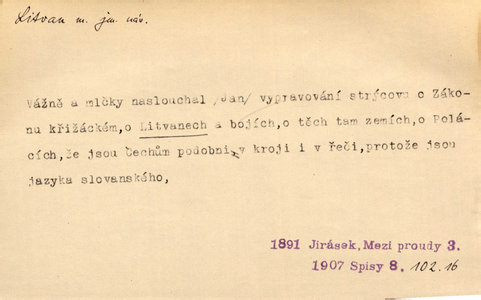 Litvan m. jm. nár.
Vážně a mlčky naslouchal /Jan/ vypravování strýcovu o Záko-
nu křižáckém,o Litvanech a bojích,o těch tam zemích,o Polá-
cích,že jsou Čechům podobni v kroji i v řeči,protože jsou
jazyka slovanského,
1891 Jirásek, Mezi proudy 3.
1907 Spisy 8. 102.16